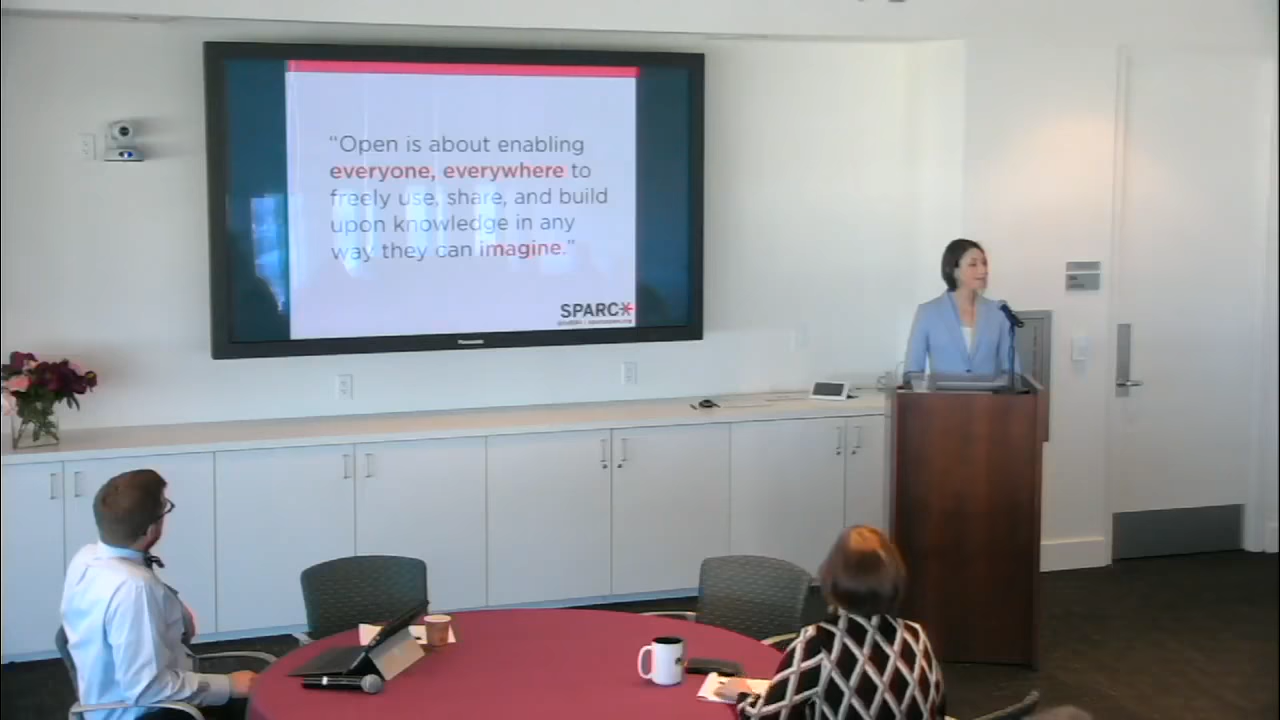 “Open is about enabling
everyone, everywhere to
freely use, share, and build
upon knowledge in any
way they can imagine.”
SPARC*
Panasonic